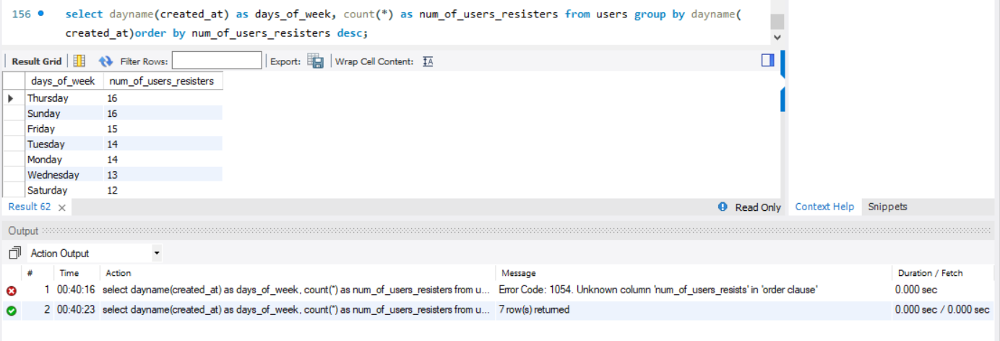 156 select dayname(created_at) as days_of_week, count(*) as num_of_users_resisters from users group by dayname(
created_at)order by num_of_users_resisters desc;
Result Grid Filter Rows: Export: Wrap Cell Content: IA
days_of_week num_of_users_resisters
Thursday 16
Sunday 16
Friday 15
Tuesday 14
Monday 14
Wednesday 13
Saturday 12
Result 62 Read Only Context Help Snippets
Output
Action Output
# Time Action Message Duration / Fetch
1 00:40:16 select dayname(created_at) as days_of_week, count(*) as num_of_users_resisters from u... Error Code: 1054. Unknown column 'num_of_users_resists' in 'order clause' 0.000 sec
2 00:40:23 select dayname(created_at) as days_of_week, count(*) as num_of_users_resisters from u... 7 row(s) returned 0.000 sec / 0.000 sec